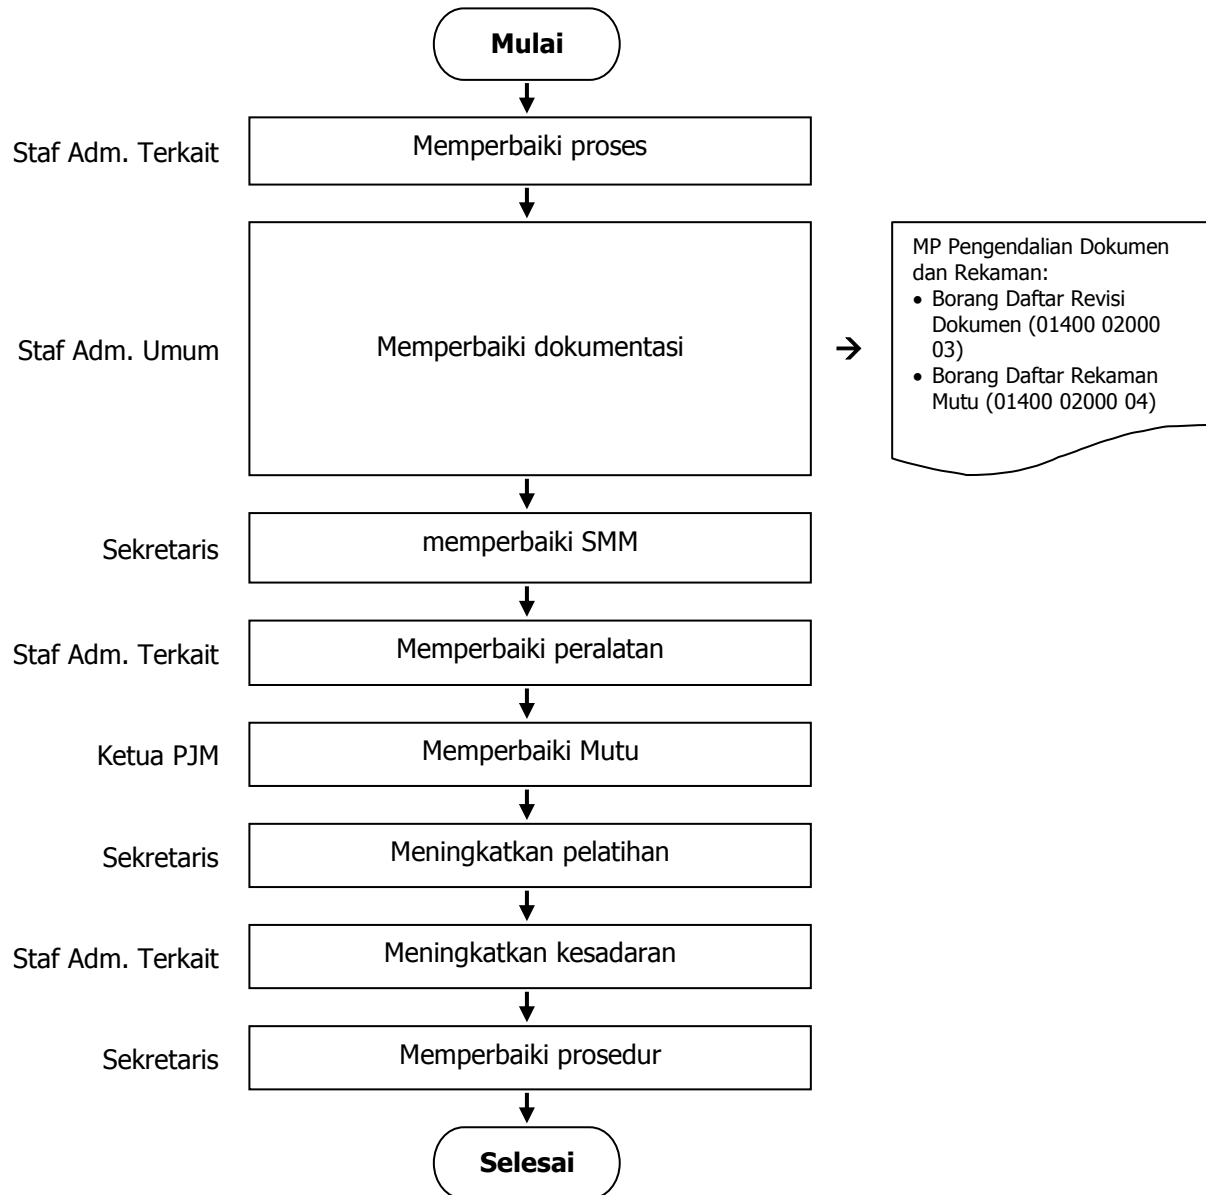 Mulai
Staf Adm. Terkait
Memperbaiki proses
Staf Adm. Umum
Memperbaiki dokumentasi
→
MP Pengendalian Dokumen
dan Rekaman:
• Borang Daftar Revisi
Dokumen (01400 02000
03)
• Borang Daftar Rekaman
Mutu (01400 02000 04)
Sekretaris
memperbaiki SMM
Staf Adm. Terkait
Memperbaiki peralatan
Ketua PJM
Memperbaiki Mutu
Sekretaris
Meningkatkan pelatihan
Staf Adm. Terkait
Meningkatkan kesadaran
Sekretaris
Memperbaiki prosedur
Selesai